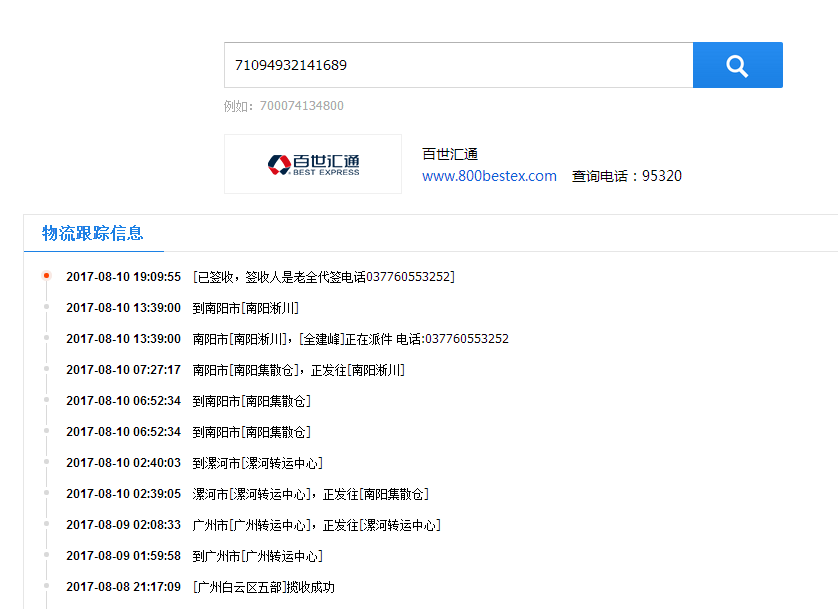 71094932141689
例如：700074134800
百世汇通
BEST EXPRESS
百世汇通
www.800bestex.com 查询电话：95320
物流跟踪信息
2017-08-10 19:09:55 [已签收，签收人是老全代签电话037760553252]
2017-08-10 13:39:00 到南阳市[南阳淅川]
2017-08-10 13:39:00 南阳市[南阳淅川]，[全建峰]正在派件 电话:037760553252
2017-08-10 07:27:17 南阳市[南阳集散仓]，正发往[南阳淅川]
2017-08-10 06:52:34 到南阳市[南阳集散仓]
2017-08-10 06:52:34 到南阳市[南阳集散仓]
2017-08-10 02:40:03 到漯河市[漯河转运中心]
2017-08-10 02:39:05 漯河市[漯河转运中心]，正发往[南阳集散仓]
2017-08-09 02:08:33 广州市[广州转运中心]，正发往[漯河转运中心]
2017-08-09 01:59:58 到广州市[广州转运中心]
2017-08-08 21:17:09 [广州白云区五部]揽收成功